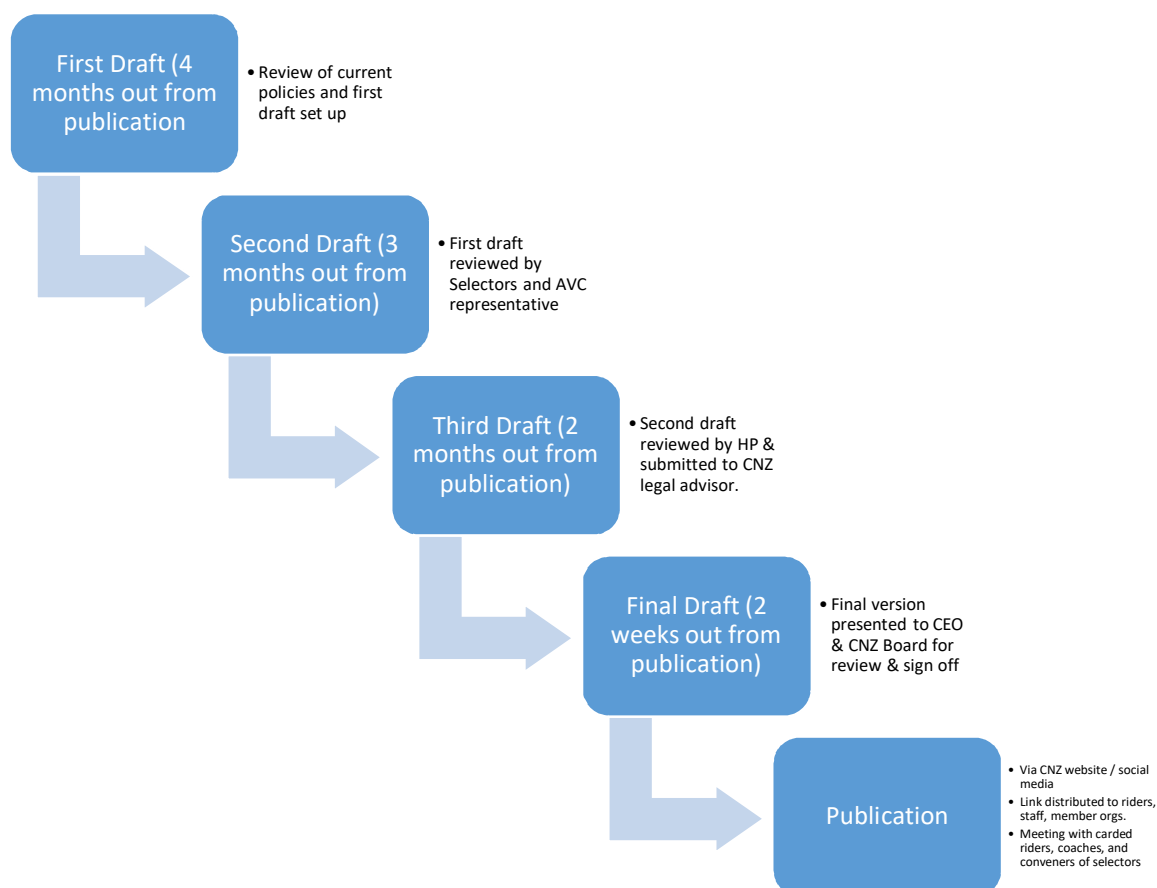 First Draft (4
months out from
publication
• Review of current
policies and first
draft set up
Second Draft (3
months out from
publication)
• First draft
reviewed by
Selectors and AVC
representative
Third Draft (2
months out from
publication)
• Second draft
reviewed by HP &
submitted to CNZ
legal advisor.
Final Draft (2
weeks out from
publication)
• Final version
presented to CEO
& CNZ Board for
review & sign off
Publication
• Via CNZ website / social
media
• Link distributed to riders,
staff, member orgs.
• Meeting with carded
riders, coaches, and
conveners of selectors